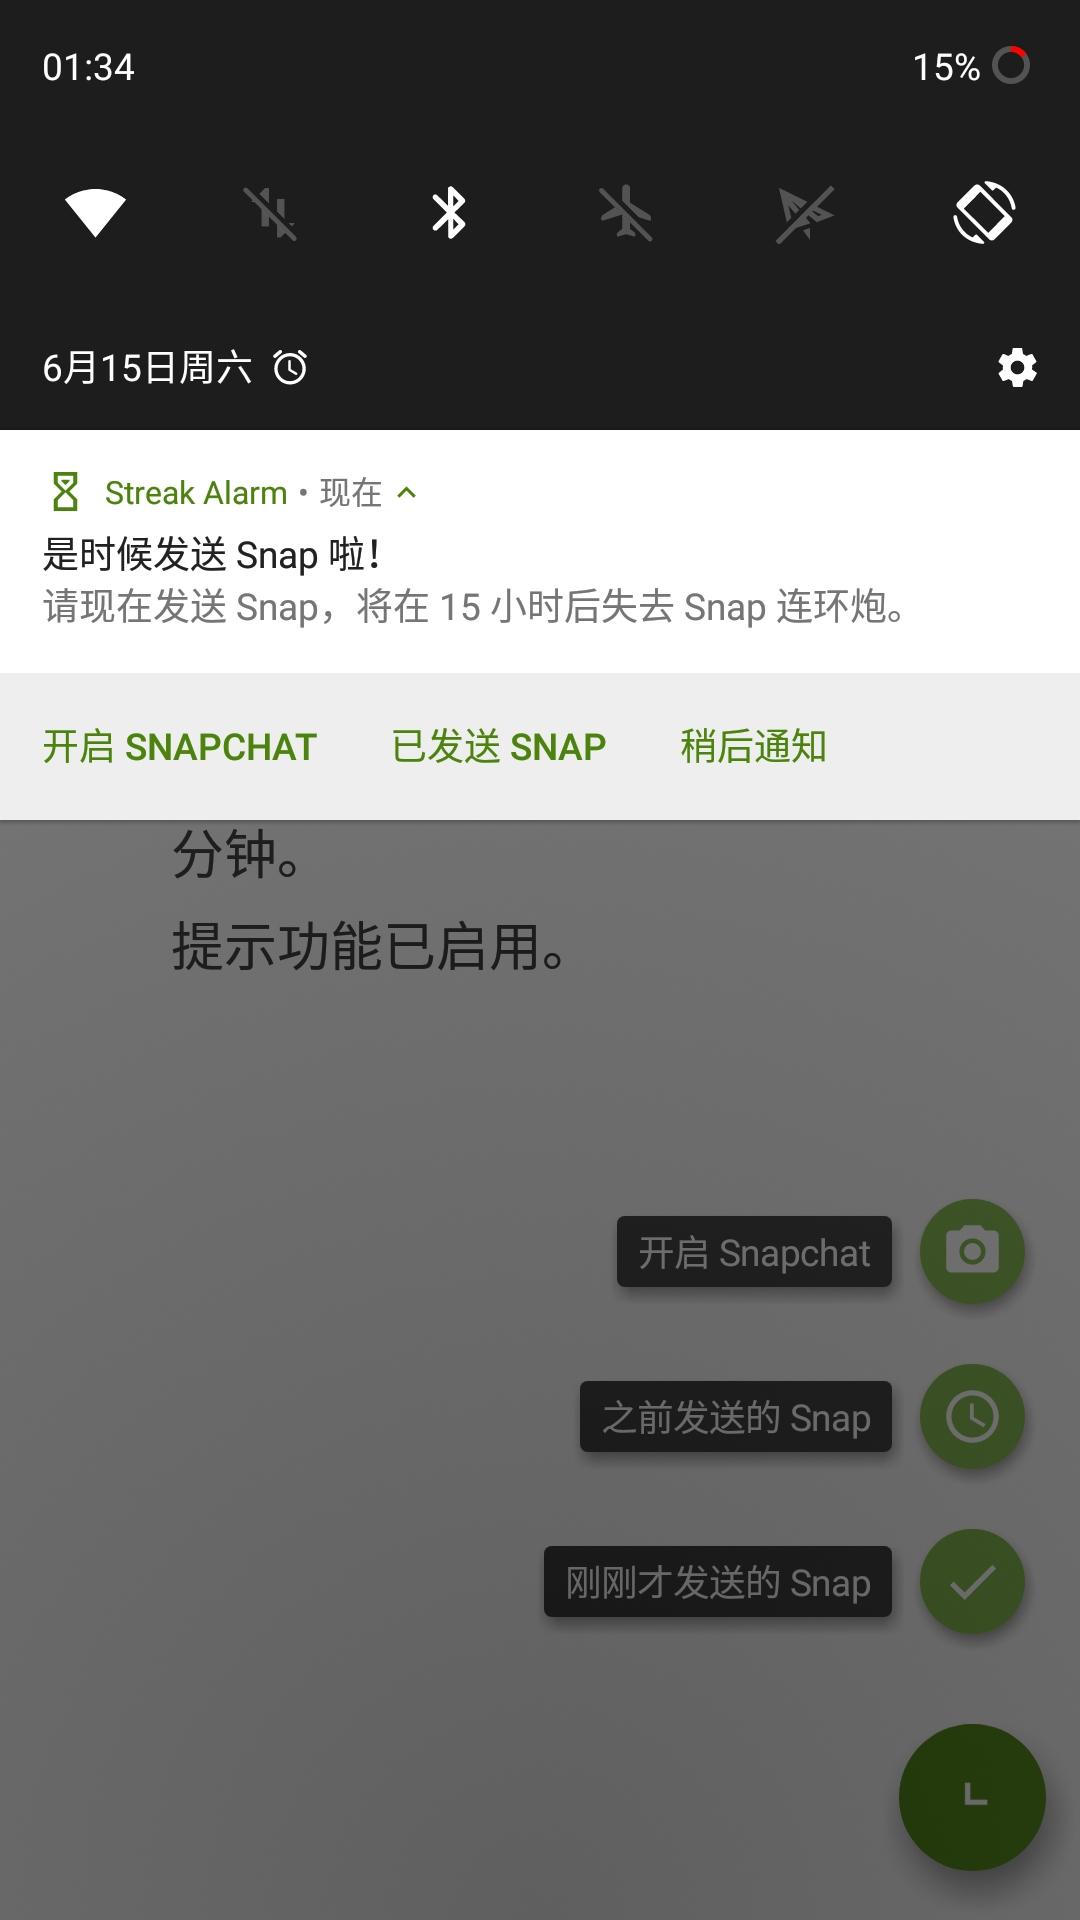 01:34 15%
6月15日周六
Streak Alarm • 现在
是时候发送 Snap 啦！
请现在发送 Snap，将在 15 小时后失去 Snap 连环炮。
开启 SNAPCHAT 已发送 SNAP 稍后通知
分钟。
提示功能已启用。
开启 Snapchat
之前发送的 Snap
刚刚才发送的 Snap